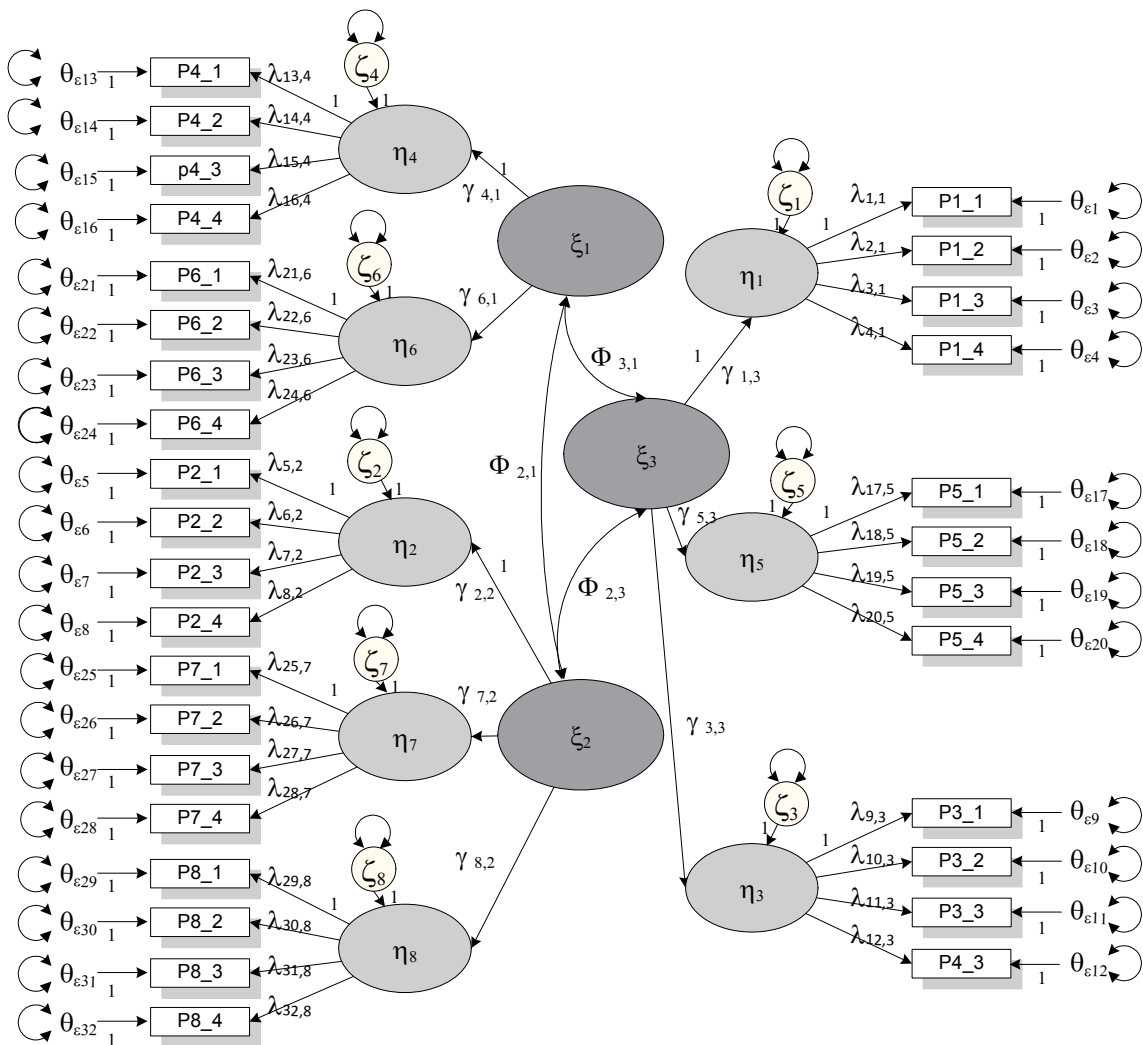 ζ4
θε13 1 P4_1 λ13,4 1 1
θε14 1 P4_2 λ14,4
η4
θε15 1 p4_3 λ15,4
θε16 1 P4_4 λ16,4
1
γ 4,1
ξ1
ζ6
θε21 1 P6_1 λ21,6 1 1
θε22 1 P6_2 λ22,6
η6
θε23 1 P6_3 λ23,6
θε24 1 P6_4 λ24,6
γ 6,1
ζ2
θε5 1 P2_1 λ5,2 1 1
θε6 1 P2_2 λ6,2
η2
θε7 1 P2_3 λ7,2
θε8 1 P2_4 λ8,2
1
γ 2,2
ζ7
θε25 1 P7_1 λ25,7 1 1
θε26 1 P7_2 λ26,7
η7
θε27 1 P7_3 λ27,7
θε28 1 P7_4 λ28,7
γ 7,2
ξ2
ζ8
θε29 1 P8_1 λ29,8 1 1
θε30 1 P8_2 λ30,8
η8
θε31 1 P8_3 λ31,8
θε32 1 P8_4 λ32,8
γ 8,2
Φ 3,1
Φ 2,1
Φ 2,3
ξ3
ζ1
1 1 λ1,1 P1_1 1 θε1
λ2,1 P1_2 1 θε2
η1
λ3,1 P1_3 1 θε3
λ4,1 P1_4 1 θε4
1
γ 1,3
ζ5
1 1 λ17,5 P5_1 1 θε17
λ18,5 P5_2 1 θε18
η5
λ19,5 P5_3 1 θε19
λ20,5 P5_4 1 θε20
γ 5,3
γ 3,3
ζ3
1 1 λ9,3 P3_1 1 θε9
λ10,3 P3_2 1 θε10
η3
λ11,3 P3_3 1 θε11
λ12,3 P4_3 1 θε12